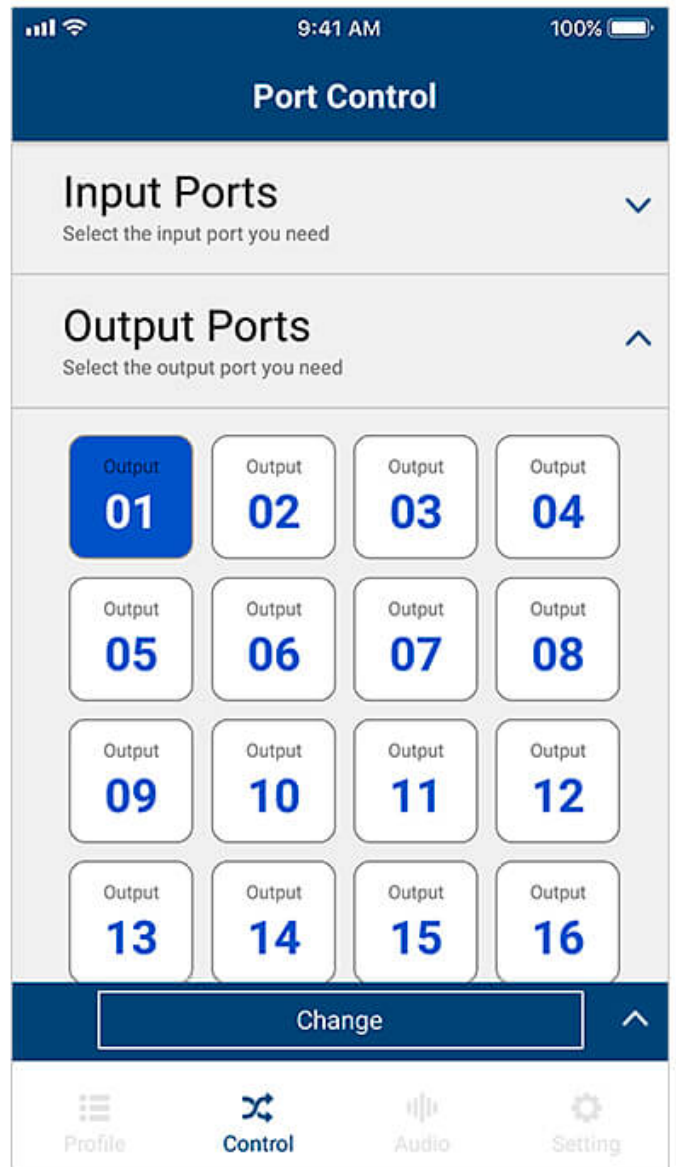 9:41 AM 100%
Port Control
Input Ports
Select the input port you need
Output Ports
Select the output port you need
Output Output Output Output
01 02 03 04
Output Output Output Output
05 06 07 08
Output Output Output Output
09 10 11 12
Output Output Output Output
13 14 15 16
Change
Profile Control Audio Setting